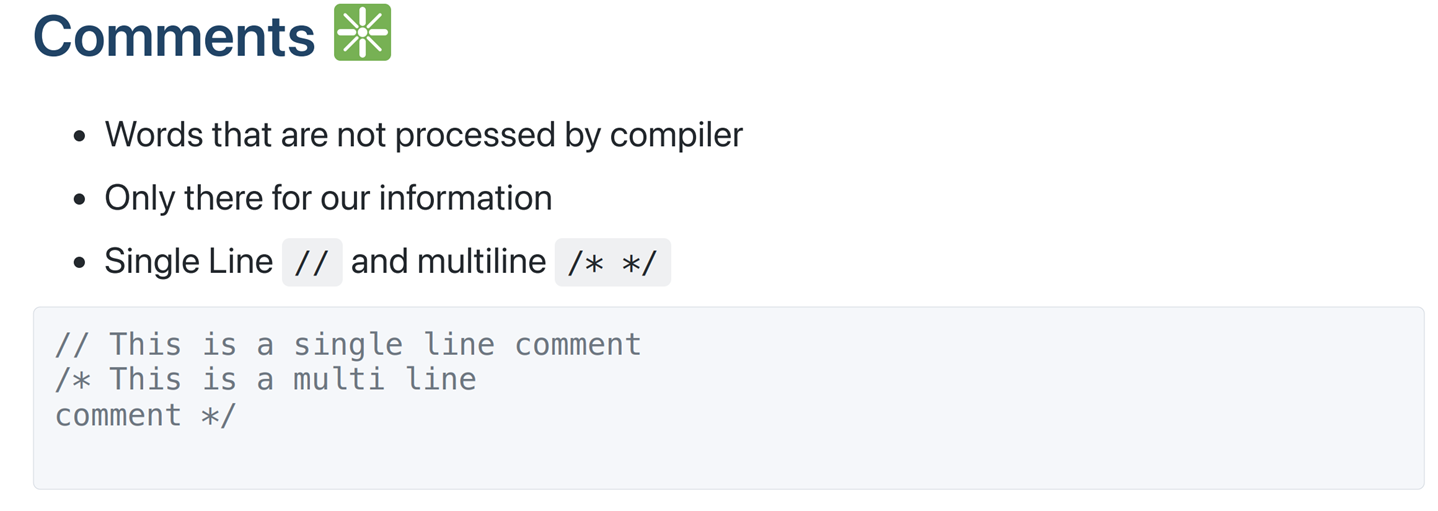 Comments ✳️
• Words that are not processed by compiler
• Only there for our information
• Single Line // and multiline /* */
// This is a single line comment
/* This is a multi line
comment */